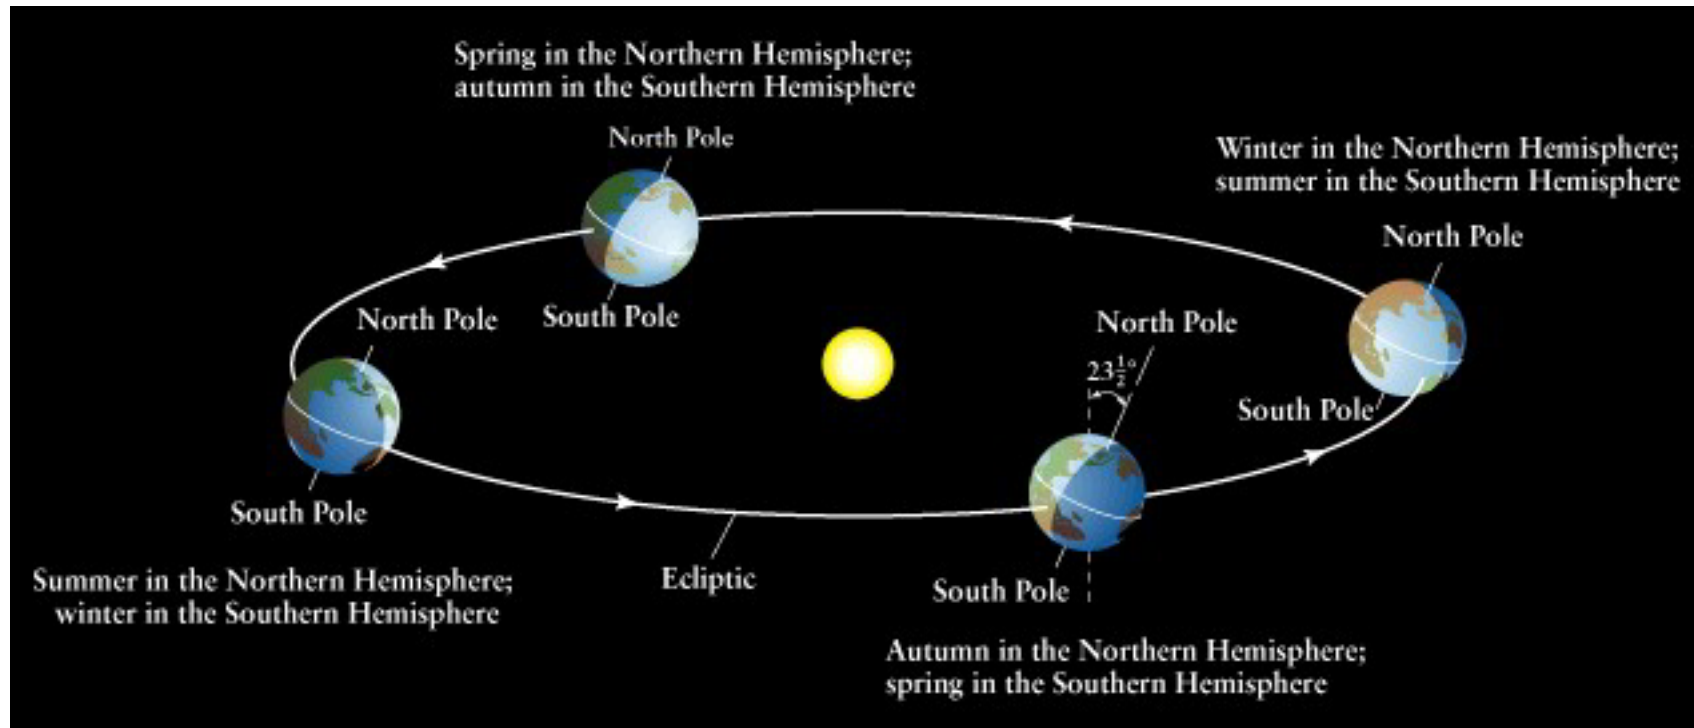 Spring in the Northern Hemisphere;
autumn in the Southern Hemisphere
North Pole
South Pole
Winter in the Northern Hemisphere;
summer in the Southern Hemisphere
North Pole
South Pole
North Pole
South Pole
Summer in the Northern Hemisphere;
winter in the Southern Hemisphere
Ecliptic
North Pole
23½°
South Pole
Autumn in the Northern Hemisphere;
spring in the Southern Hemisphere